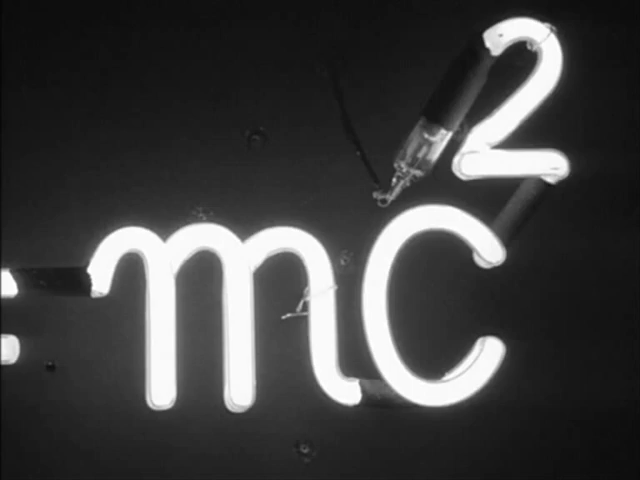 = mc²